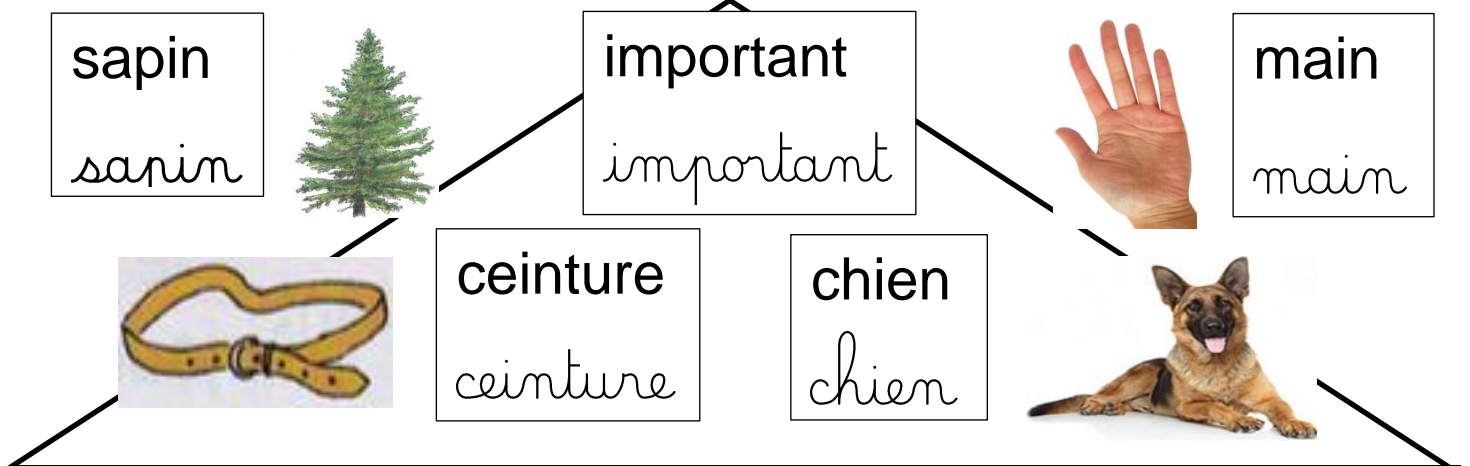 sapin
sapin
important
important
main
main
ceinture
ceinture
chien
chien